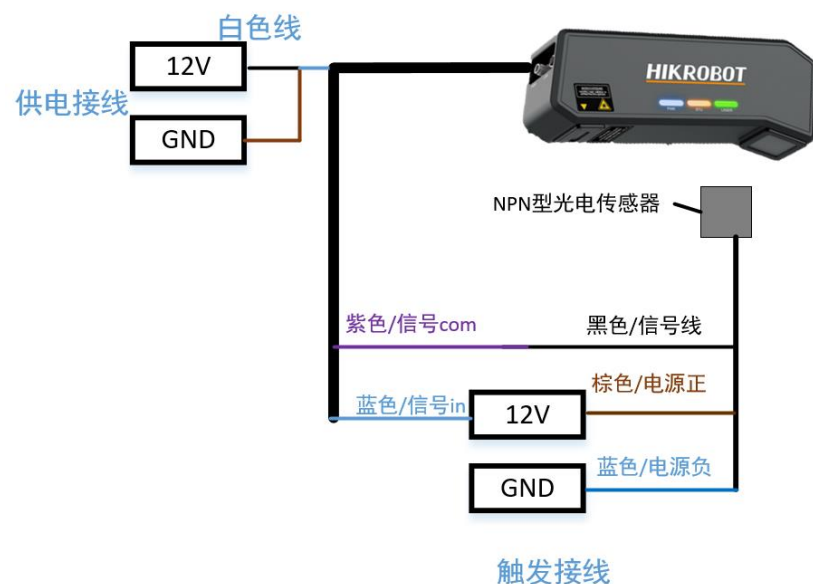 白色线
12V
供电接线
GND
HIKROBOT
NPN型光电传感器
紫色/信号com
黑色/信号线
棕色/电源正
蓝色/信号in
12V
蓝色/电源负
GND
触发接线